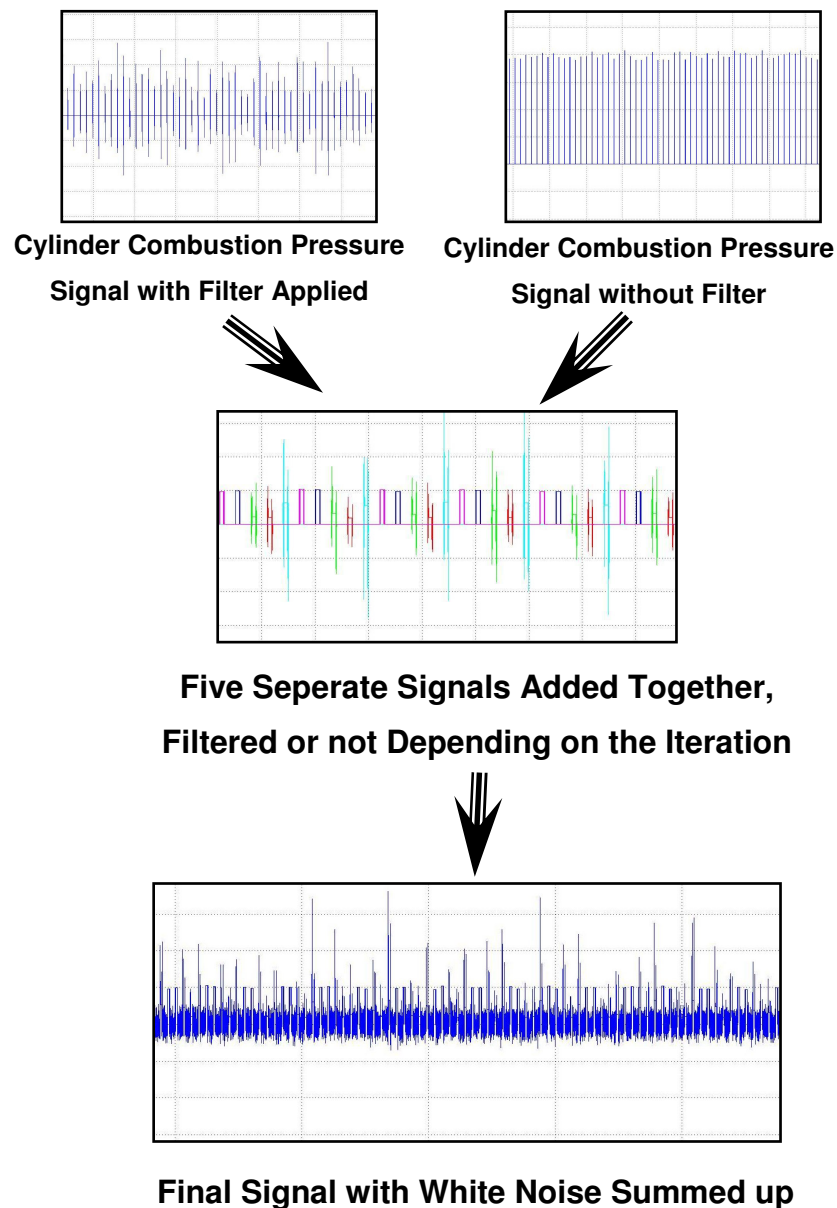 Cylinder Combustion Pressure
Signal with Filter Applied
Cylinder Combustion Pressure
Signal without Filter
Five Seperate Signals Added Together,
Filtered or not Depending on the Iteration
Final Signal with White Noise Summed up